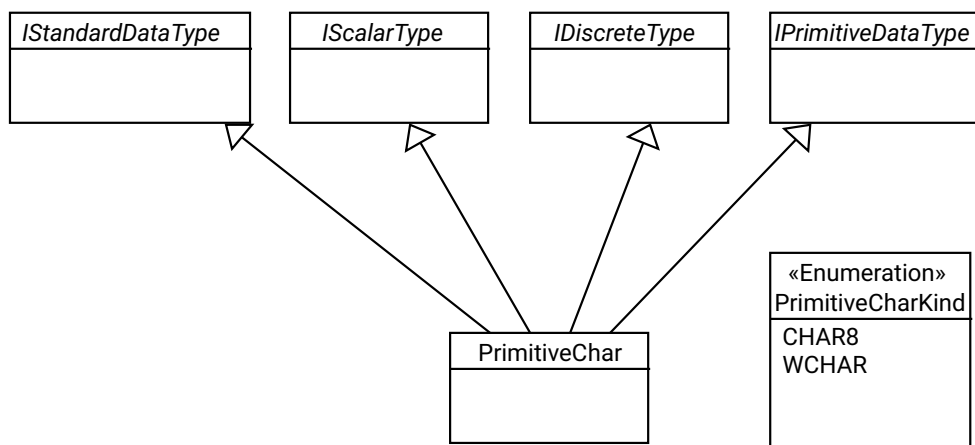 IStandardDataType
IScalarType
IDiscreteType
IPrimitiveDataType
«Enumeration»
PrimitiveCharKind
CHAR8
WCHAR
PrimitiveChar